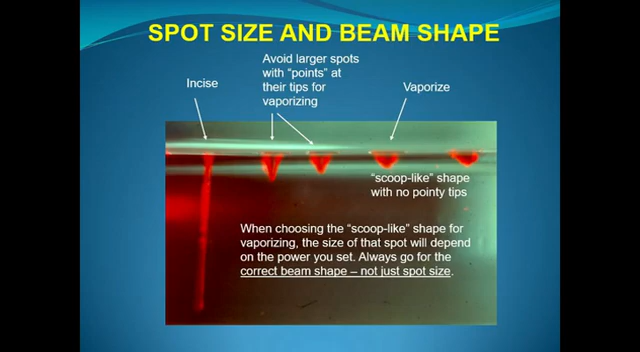 SPOT SIZE AND BEAM SHAPE
Avoid larger spots
with "points" at
their tips for
vaporizing
Incise
Vaporize
"scoop-like" shape
with no pointy tips
When choosing the "scoop-like" shape for
vaporizing, the size of that spot will depend
on the power you set. Always go for the
correct beam shape – not just spot size.